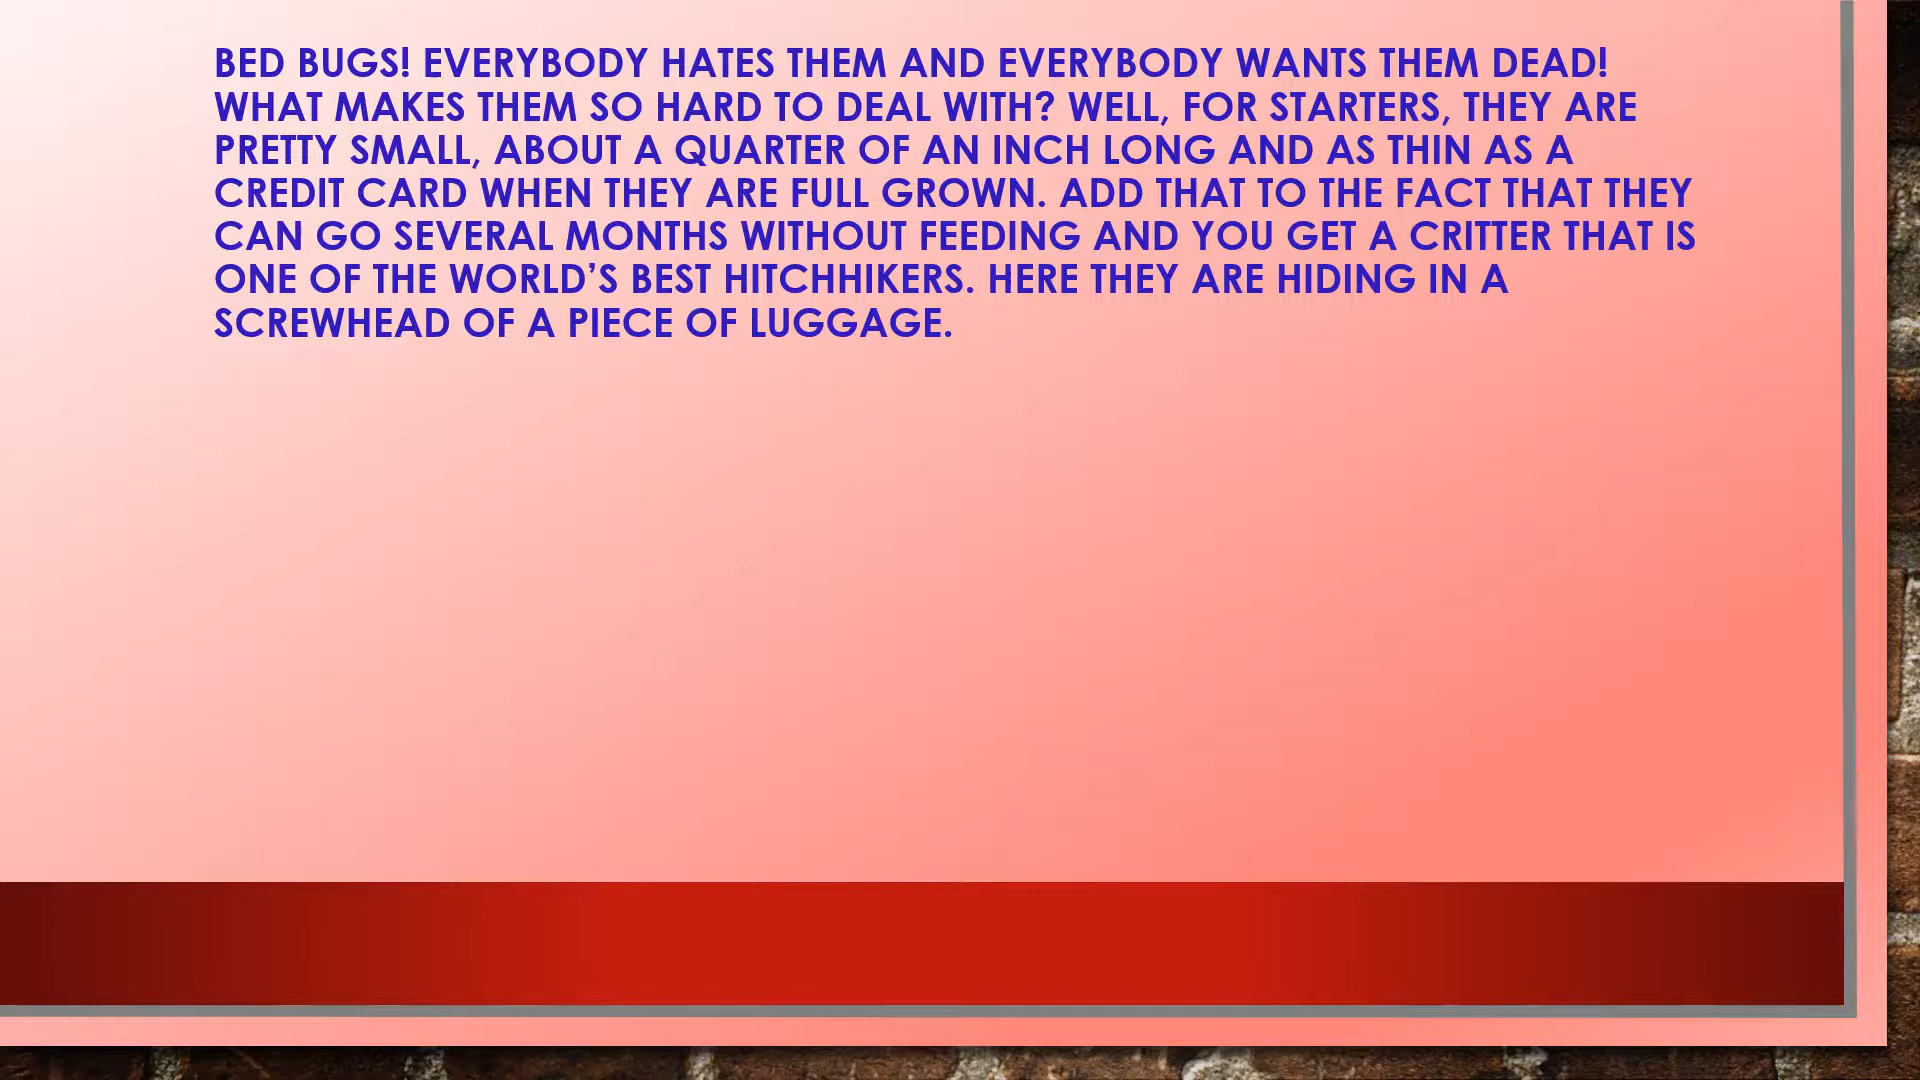 BED BUGS! EVERYBODY HATES THEM AND EVERYBODY WANTS THEM DEAD!
WHAT MAKES THEM SO HARD TO DEAL WITH? WELL, FOR STARTERS, THEY ARE
PRETTY SMALL, ABOUT A QUARTER OF AN INCH LONG AND AS THIN AS A
CREDIT CARD WHEN THEY ARE FULL GROWN. ADD THAT TO THE FACT THAT THEY
CAN GO SEVERAL MONTHS WITHOUT FEEDING AND YOU GET A CRITTER THAT IS
ONE OF THE WORLD’S BEST HITCHHIKERS. HERE THEY ARE HIDING IN A
SCREWHEAD OF A PIECE OF LUGGAGE.